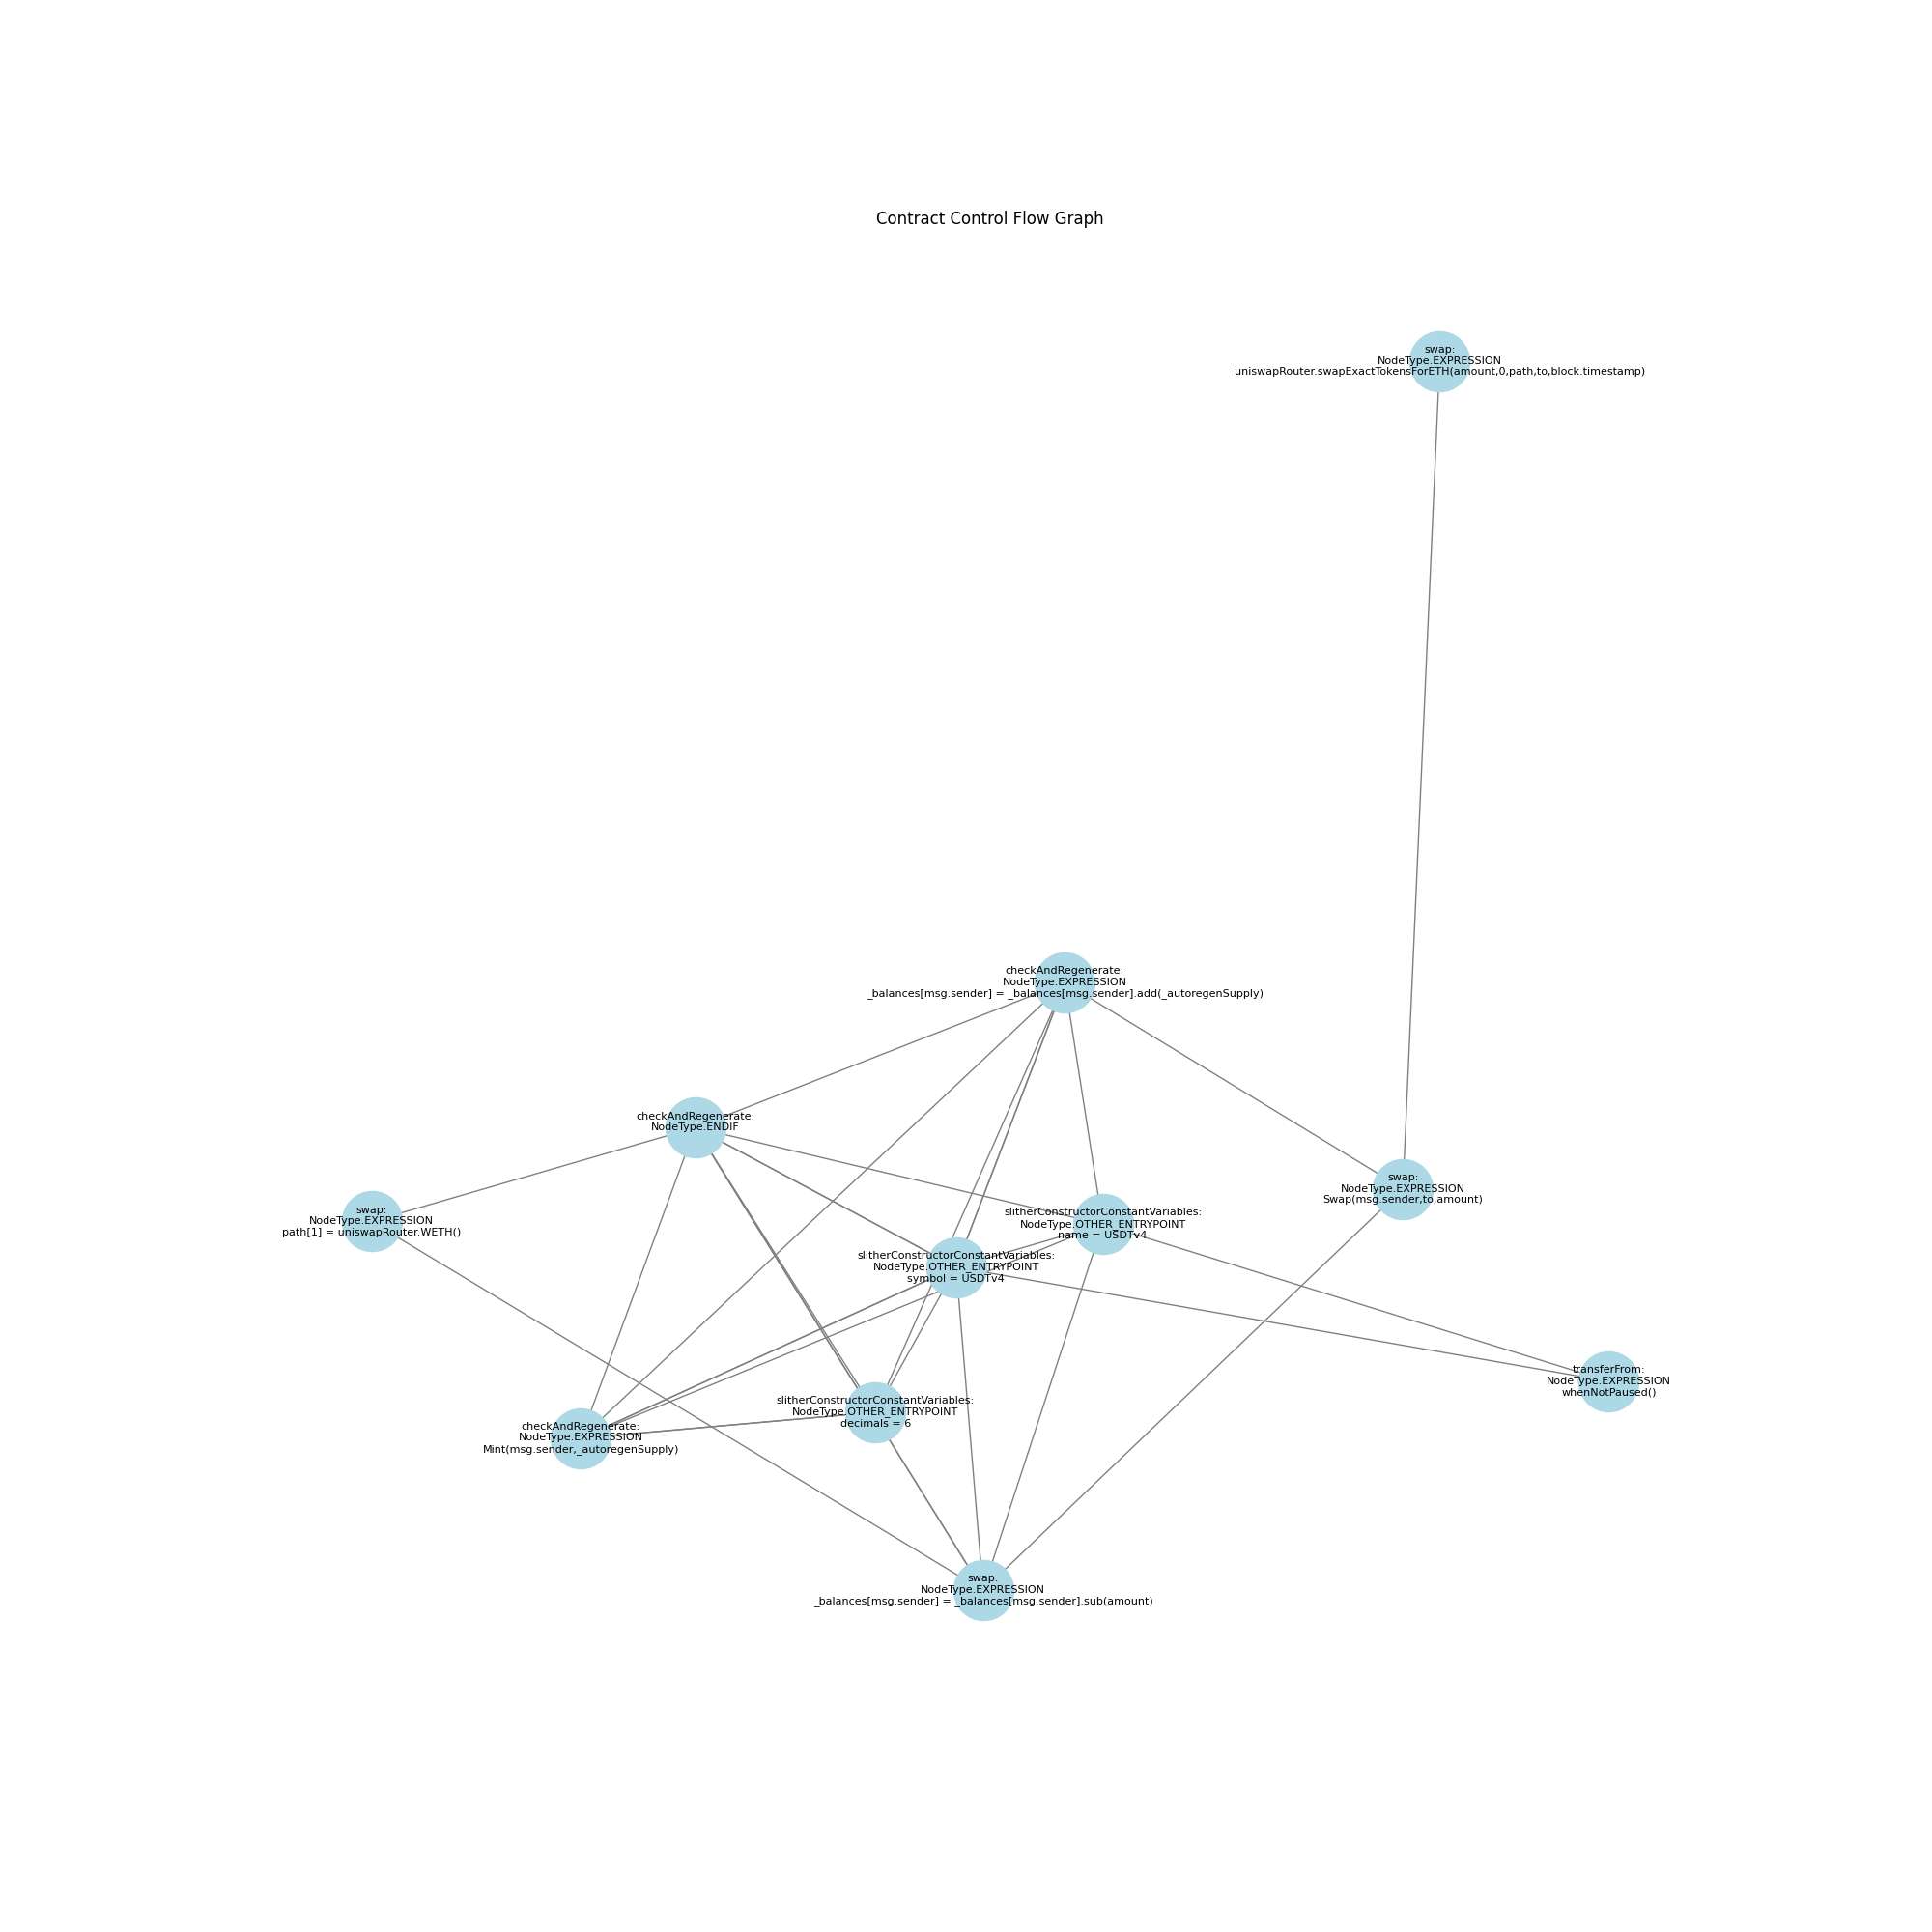 Contract Control Flow Graph
swap:
NodeType.EXPRESSION
uniswapRouter.swapExactTokensForETH(amount,0,path,to,block.timestamp)
checkAndRegenerate:
NodeType.EXPRESSION
_balances[msg.sender] = _balances[msg.sender].add(_autoregenSupply)
checkAndRegenerate:
NodeType.ENDIF
swap:
NodeType.EXPRESSION
Swap(msg.sender,to,amount)
swap:
NodeType.EXPRESSION
path[1] = uniswapRouter.WETH()
slitherConstructorConstantVariables:
NodeType.OTHER_ENTRYPOINT
name = USDTv4
slitherConstructorConstantVariables:
NodeType.OTHER_ENTRYPOINT
symbol = USDTv4
transferFrom:
NodeType.EXPRESSION
whenNotPaused()
slitherConstructorConstantVariables:
NodeType.OTHER_ENTRYPOINT
decimals = 6
checkAndRegenerate:
NodeType.EXPRESSION
Mint(msg.sender,_autoregenSupply)
swap:
NodeType.EXPRESSION
_balances[msg.sender] = _balances[msg.sender].sub(amount)